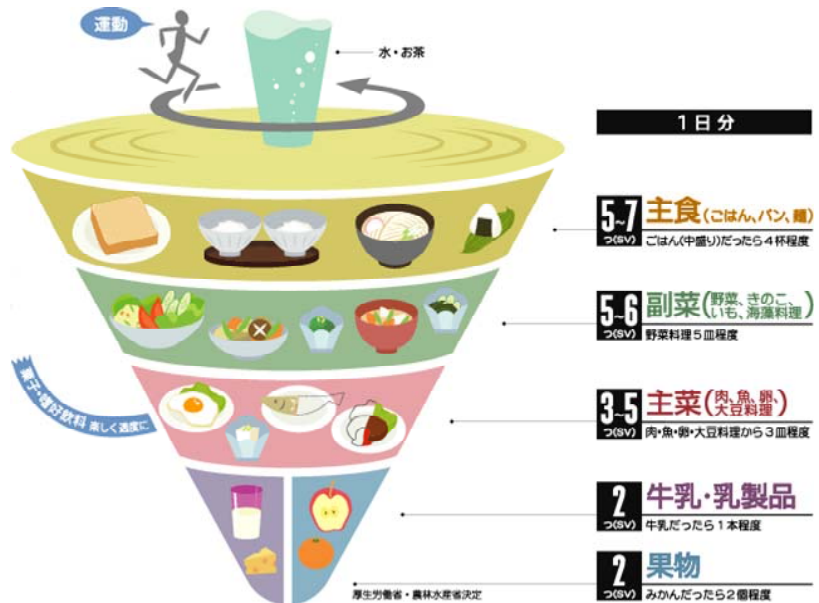 運動
水・お茶
1日分
5~7
つ(SV)
主食(ごはん、パン、麺)
ごはん(中盛り)だったら4杯程度
5~6
つ(SV)
副菜(野菜、きのこ、
いも、海藻料理)
野菜料理5皿程度
菓子・嗜好飲料 楽しく適度に
3~5
つ(SV)
主菜(肉、魚、卵、
大豆料理)
肉・魚・卵・大豆料理から3皿程度
2
つ(SV)
牛乳・乳製品
牛乳だったら1本程度
2
つ(SV)
果物
みかんだったら2個程度
厚生労働省・農林水産省決定